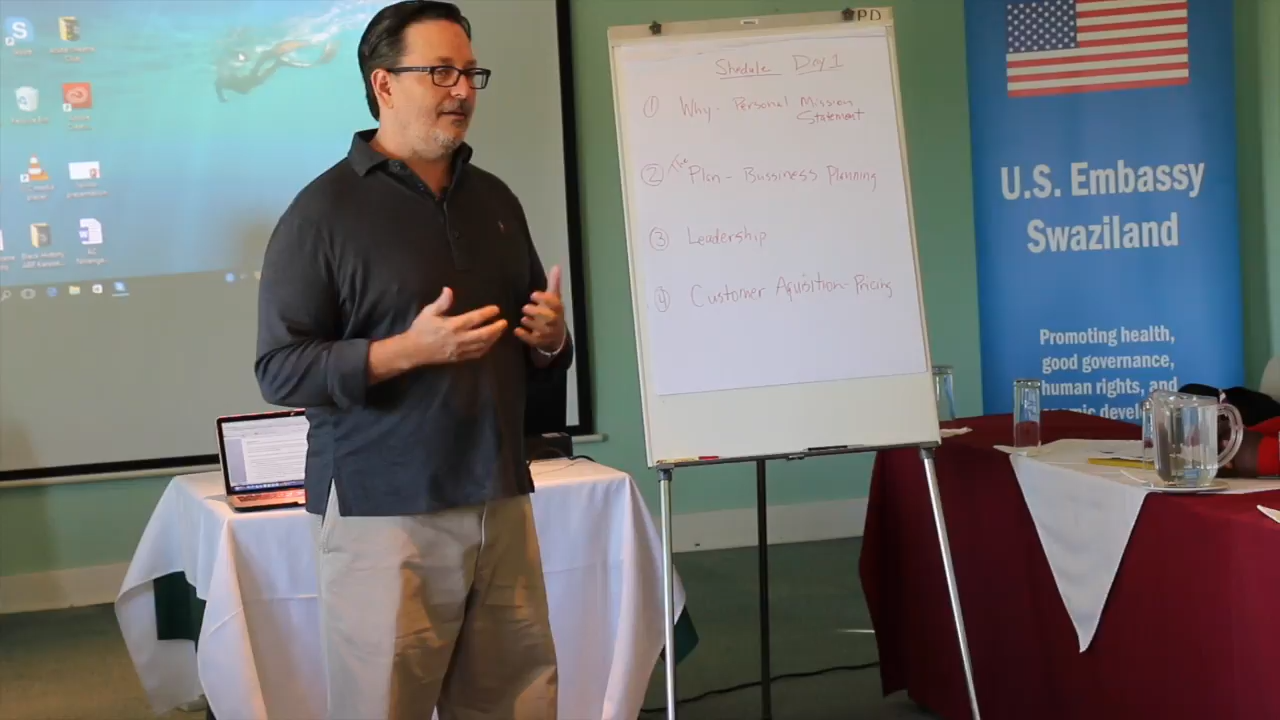 PD
Shedule Day 1
① Why - Personal Mission
Statement
② The Plan - Bussiness Planning
③ Leadership
④ Customer Aquisition - Pricing
U.S. Embassy
Swaziland
Promoting health,
good governance,
human rights, and